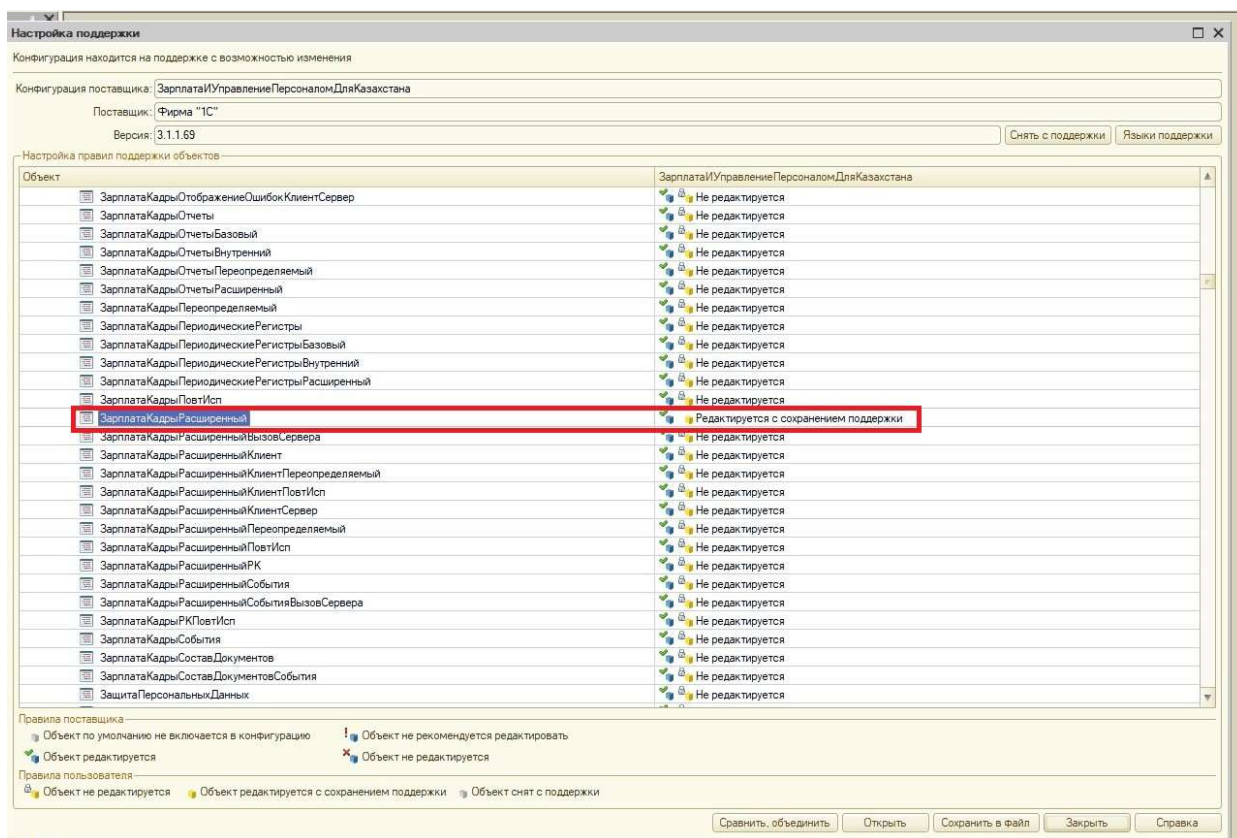 Настройка поддержки
Конфигурация находится на поддержке с возможностью изменения
Конфигурация поставщика: ЗарплатаИУправлениеПерсоналомДляКазахстана
Поставщик: Фирма "1С"
Версия: 3.1.1.69 Снять с поддержки Языки поддержки
Настройка правил поддержки объектов
Объект ЗарплатаИУправлениеПерсоналомДляКазахстана
ЗарплатаКадрыОтображениеОшибокКлиентСервер Не редактируется
ЗарплатаКадрыОтчеты Не редактируется
ЗарплатаКадрыОтчетыБазовый Не редактируется
ЗарплатаКадрыОтчетыВнутренний Не редактируется
ЗарплатаКадрыОтчетыПереопределяемый Не редактируется
ЗарплатаКадрыОтчетыРасширенный Не редактируется
ЗарплатаКадрыПереопределяемый Не редактируется
ЗарплатаКадрыПериодическиеРегистры Не редактируется
ЗарплатаКадрыПериодическиеРегистрыБазовый Не редактируется
ЗарплатаКадрыПериодическиеРегистрыВнутренний Не редактируется
ЗарплатаКадрыПериодическиеРегистрыРасширенный Не редактируется
ЗарплатаКадрыПовтИсп Не редактируется
ЗарплатаКадрыРасширенный Редактируется с сохранением поддержки
ЗарплатаКадрыРасширенныйВызовСервера Не редактируется
ЗарплатаКадрыРасширенныйКлиент Не редактируется
ЗарплатаКадрыРасширенныйКлиентПереопределяемый Не редактируется
ЗарплатаКадрыРасширенныйКлиентПовтИсп Не редактируется
ЗарплатаКадрыРасширенныйКлиентСервер Не редактируется
ЗарплатаКадрыРасширенныйПереопределяемый Не редактируется
ЗарплатаКадрыРасширенныйПовтИсп Не редактируется
ЗарплатаКадрыРасширенныйРК Не редактируется
ЗарплатаКадрыРасширенныйСобытия Не редактируется
ЗарплатаКадрыРасширенныйСобытияВызовСервера Не редактируется
ЗарплатаКадрыРКПовтИсп Не редактируется
ЗарплатаКадрыСобытия Не редактируется
ЗарплатаКадрыСоставДокументов Не редактируется
ЗарплатаКадрыСоставДокументовСобытия Не редактируется
ЗащитаПерсональныхДанных Не редактируется
Правила поставщика
Объект по умолчанию не включается в конфигурацию Объект не рекомендуется редактировать
Объект редактируется Объект не редактируется
Правила пользователя
Объект не редактируется Объект редактируется с сохранением поддержки Объект снят с поддержки
Сравнить, объединить Открыть Сохранить в файл Закрыть Справка